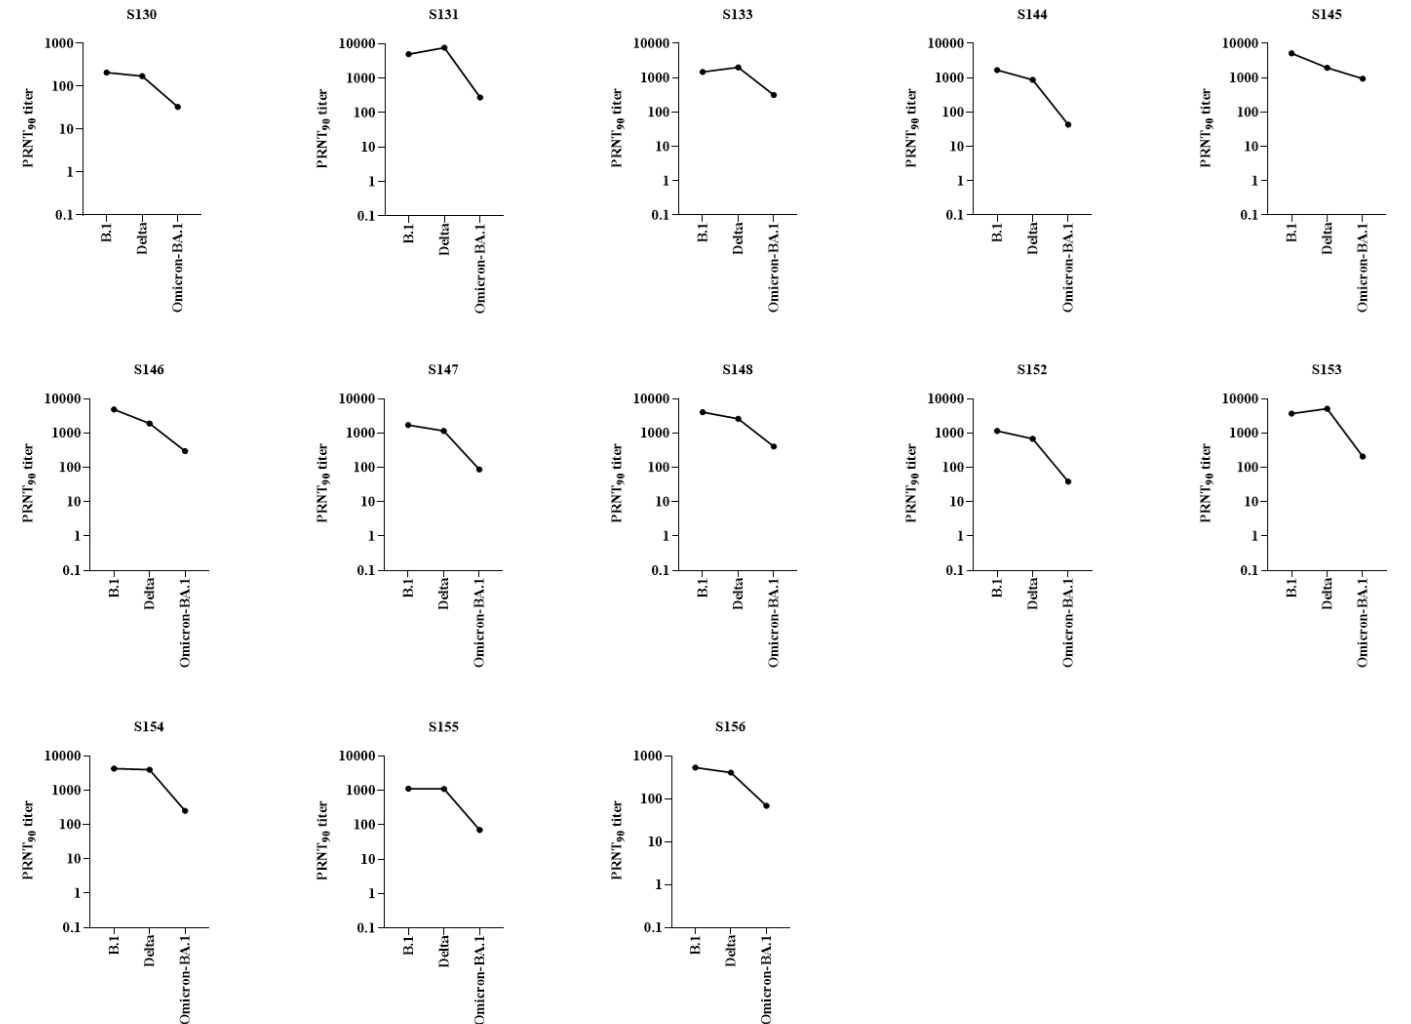 S130
1000
100
10
1
0.1
PRNT90 titer
B.1
Delta
Omicron-BA.1
S131
10000
1000
100
10
1
0.1
PRNT90 titer
B.1
Delta
Omicron-BA.1
S133
10000
1000
100
10
1
0.1
PRNT90 titer
B.1
Delta
Omicron-BA.1
S144
10000
1000
100
10
1
0.1
PRNT90 titer
B.1
Delta
Omicron-BA.1
S145
10000
1000
100
10
1
0.1
PRNT90 titer
B.1
Delta
Omicron-BA.1
S146
10000
1000
100
10
1
0.1
PRNT90 titer
B.1
Delta
Omicron-BA.1
S147
10000
1000
100
10
1
0.1
PRNT90 titer
B.1
Delta
Omicron-BA.1
S148
10000
1000
100
10
1
0.1
PRNT90 titer
B.1
Delta
Omicron-BA.1
S152
10000
1000
100
10
1
0.1
PRNT90 titer
B.1
Delta
Omicron-BA.1
S153
10000
1000
100
10
1
0.1
PRNT90 titer
B.1
Delta
Omicron-BA.1
S154
10000
1000
100
10
1
0.1
PRNT90 titer
B.1
Delta
Omicron-BA.1
S155
10000
1000
100
10
1
0.1
PRNT90 titer
B.1
Delta
Omicron-BA.1
S156
1000
100
10
1
0.1
PRNT90 titer
B.1
Delta
Omicron-BA.1